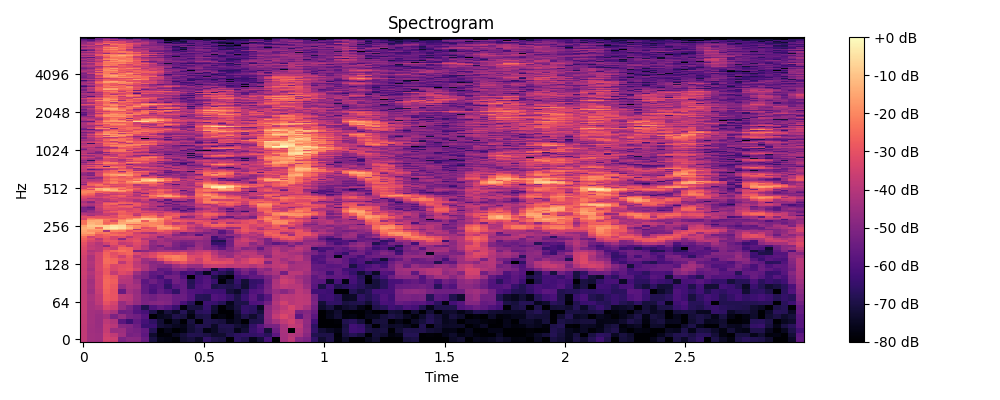 Spectrogram
4096
2048
1024
512
256
128
64
0
Hz
0
0.5
1
1.5
2
2.5
Time
+0 dB
-10 dB
-20 dB
-30 dB
-40 dB
-50 dB
-60 dB
-70 dB
-80 dB